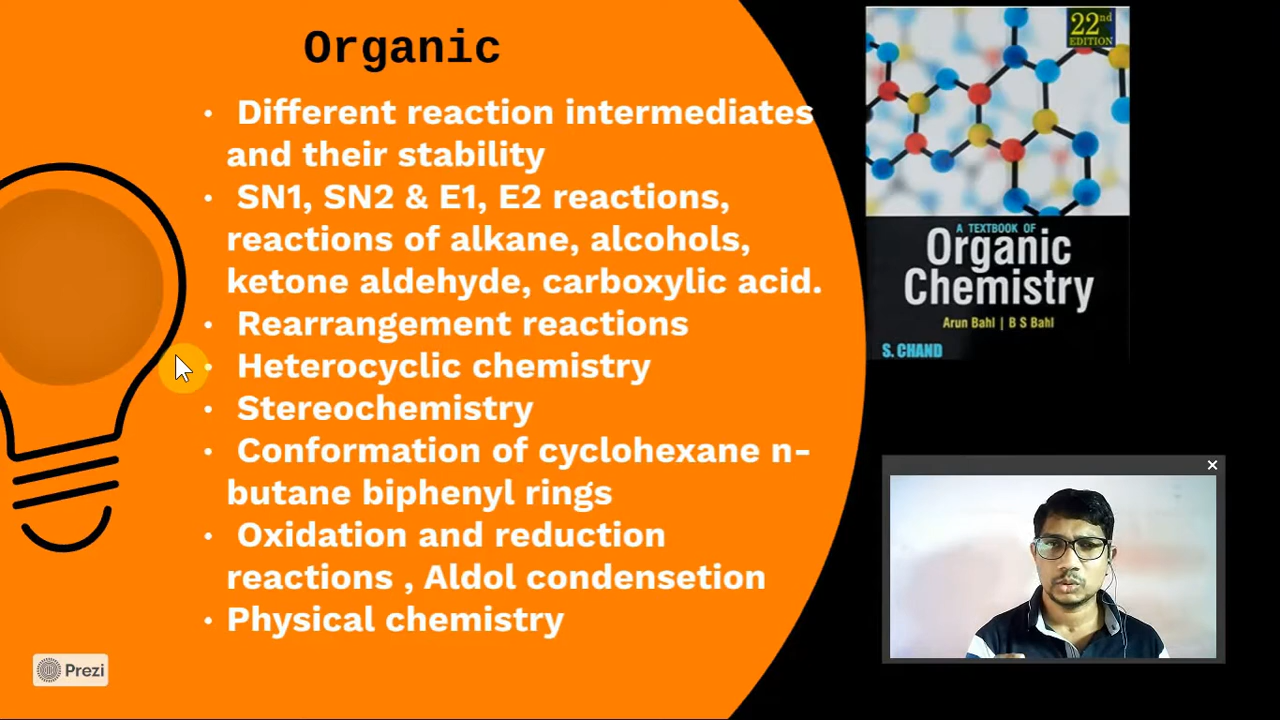 Organic
• Different reaction intermediates
and their stability
• SN1, SN2 & E1, E2 reactions,
reactions of alkane, alcohols,
ketone aldehyde, carboxylic acid.
• Rearrangement reactions
• Heterocyclic chemistry
• Stereochemistry
• Conformation of cyclohexane n-
butane biphenyl rings
• Oxidation and reduction
reactions , Aldol condensetion
• Physical chemistry
Prezi
22nd
EDITION
A TEXTBOOK OF
Organic
Chemistry
Arun Bahl | B S Bahl
S. CHAND